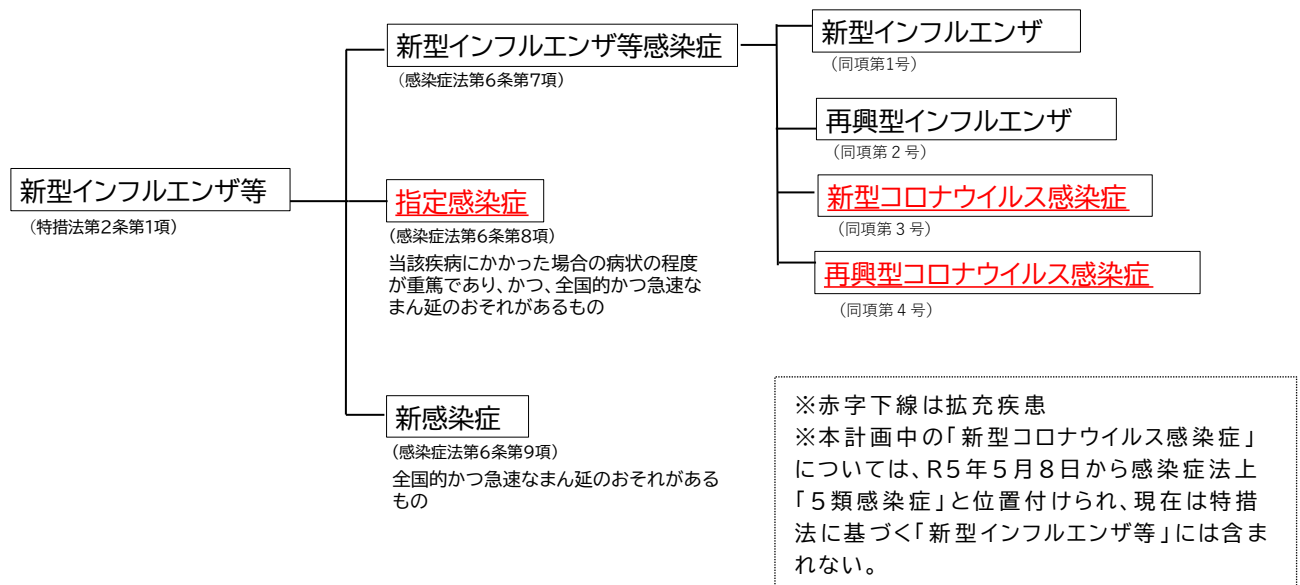 新型インフルエンザ等
(特措法第2条第1項)
新型インフルエンザ等感染症
(感染症法第6条第7項)
新型インフルエンザ
(同項第1号)
再興型インフルエンザ
(同項第２号)
新型コロナウイルス感染症
(同項第３号)
再興型コロナウイルス感染症
(同項第４号)
指定感染症
(感染症法第6条第8項)
当該疾病にかかった場合の病状の程度
が重篤であり、かつ、全国的かつ急速な
まん延のおそれがあるもの
新感染症
(感染症法第6条第9項)
全国的かつ急速なまん延のおそれがある
もの
※赤字下線は拡充疾患
※本計画中の「新型コロナウイルス感染症」
については、R５年５月８日から感染症法上
「５類感染症」と位置付けられ、現在は特措
法に基づく「新型インフルエンザ等」には含ま
れない。